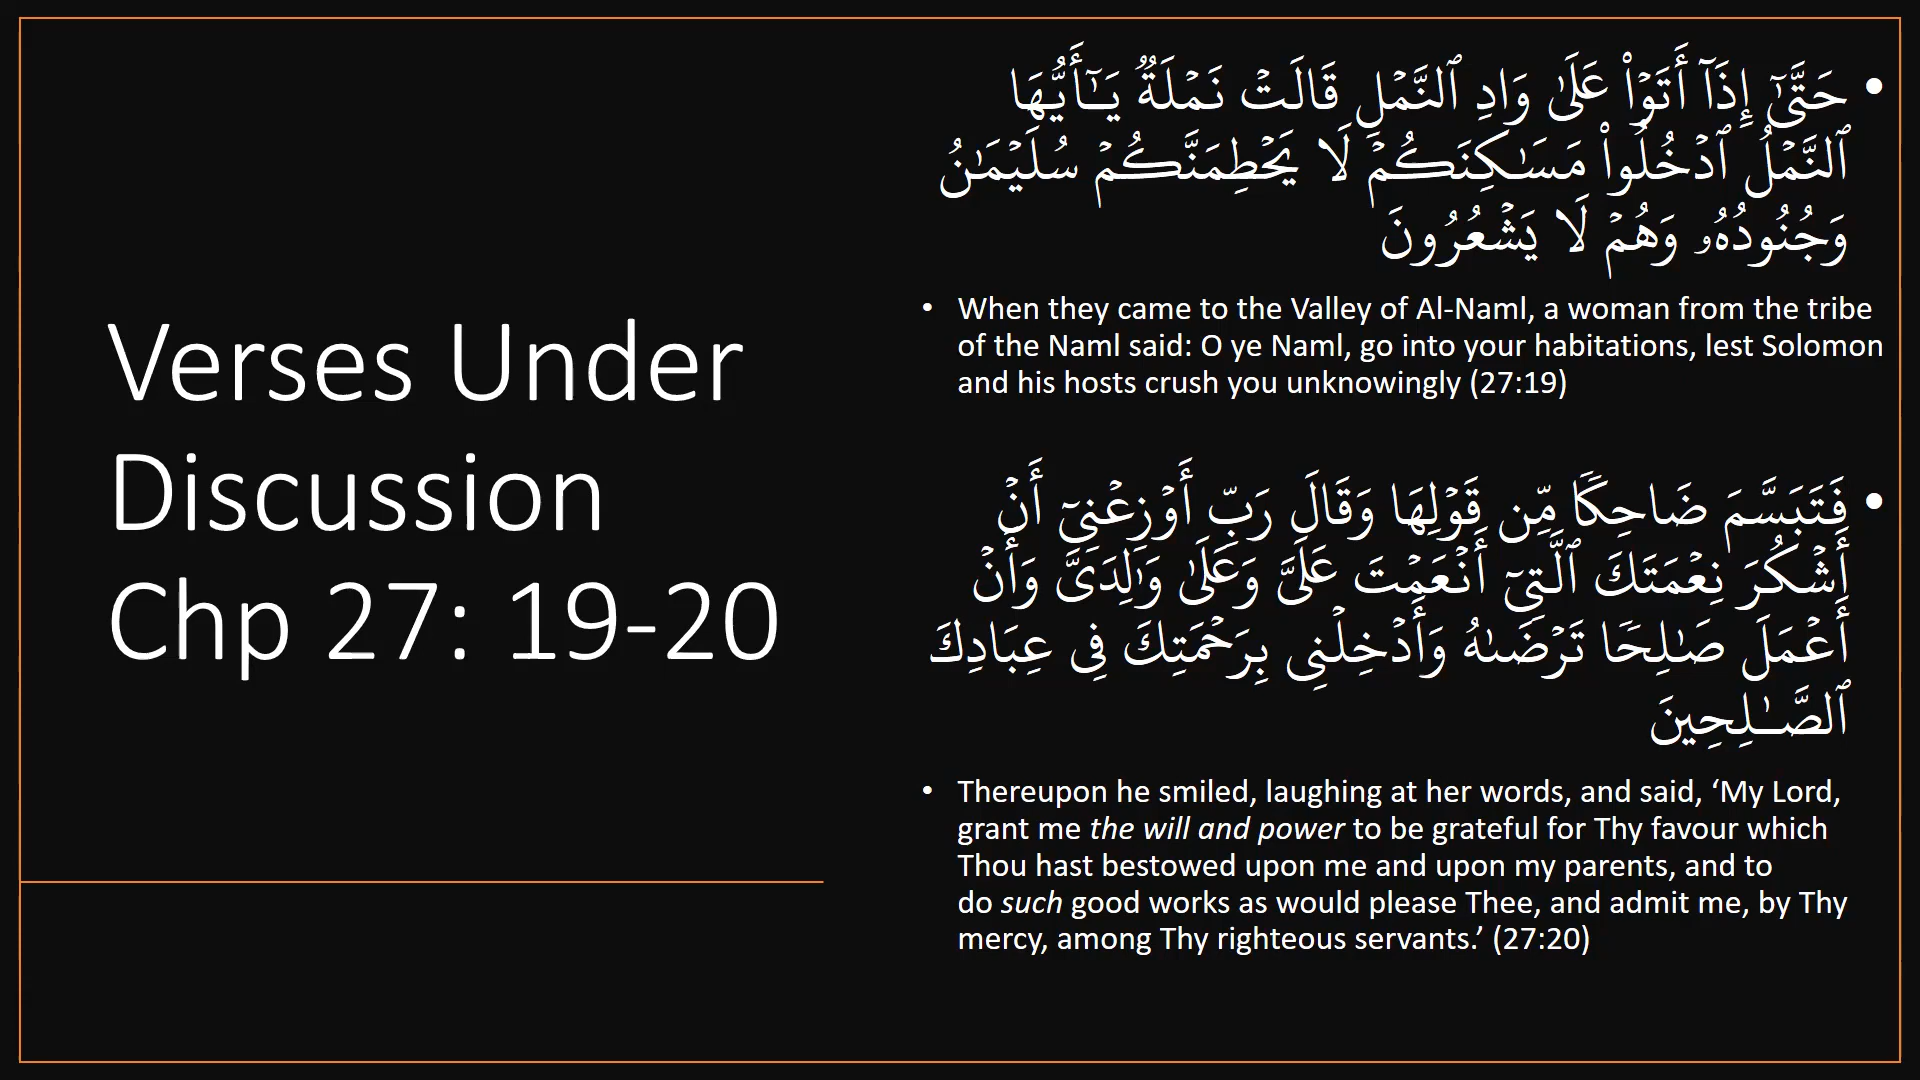 Verses Under
Discussion
Chp 27: 19-20
• حَتَّىٰٓ إِذَآ أَتَوْا۟ عَلَىٰ وَادِ ٱلنَّمْلِ قَالَتْ نَمْلَةٌ يَـٰٓأَيُّهَا
ٱلنَّمْلُ ٱدْخُلُوا۟ مَسَـٰكِنَكُمْ لَا يَحْطِمَنَّكُمْ سُلَيْمَـٰنُ
وَجُنُودُهُۥ وَهُمْ لَا يَشْعُرُونَ
• When they came to the Valley of Al-Naml, a woman from the tribe
of the Naml said: O ye Naml, go into your habitations, lest Solomon
and his hosts crush you unknowingly (27:19)
• فَتَبَسَّمَ ضَاحِكًا مِّن قَوْلِهَا وَقَالَ رَبِّ أَوْزِعْنِىٓ أَنْ
أَشْكُرَ نِعْمَتَكَ ٱلَّتِىٓ أَنْعَمْتَ عَلَىَّ وَعَلَىٰ وَٰلِدَىَّ وَأَنْ
أَعْمَلَ صَـٰلِحًا تَرْضَىٰهُ وَأَدْخِلْنِى بِرَحْمَتِكَ فِى عِبَادِكَ
ٱلصَّـٰلِحِينَ
• Thereupon he smiled, laughing at her words, and said, ‘My Lord,
grant me the will and power to be grateful for Thy favour which
Thou hast bestowed upon me and upon my parents, and to
do such good works as would please Thee, and admit me, by Thy
mercy, among Thy righteous servants.’ (27:20)